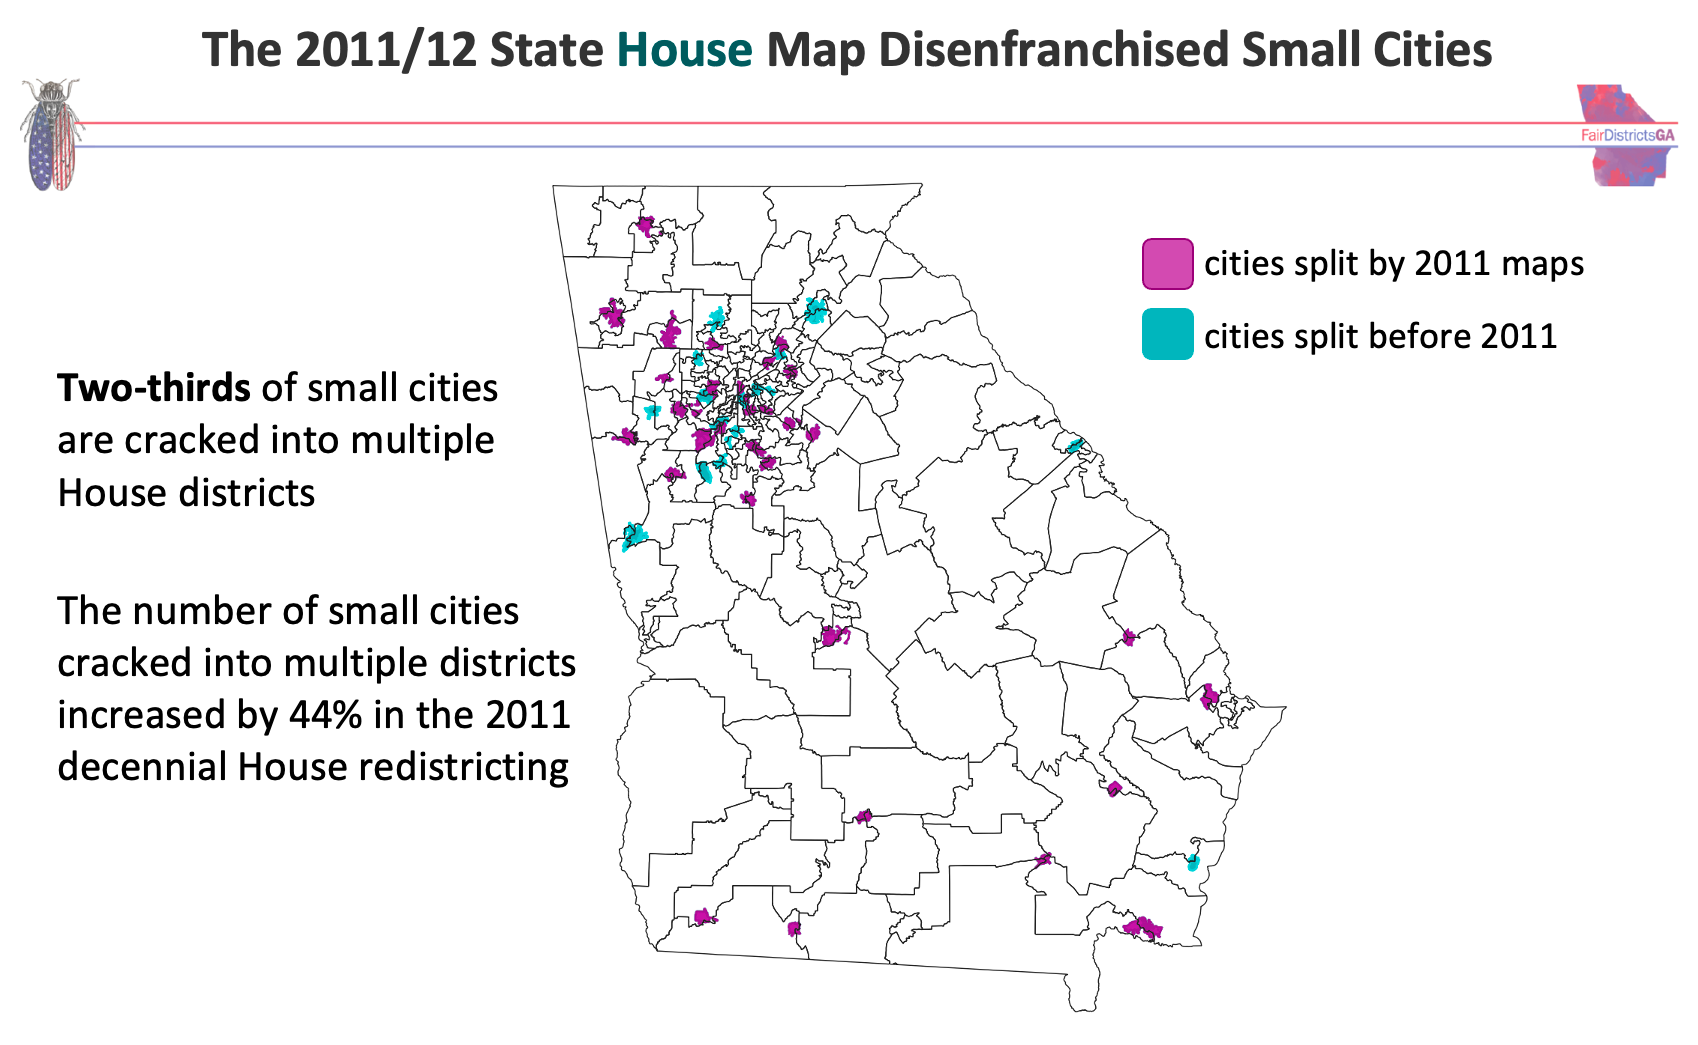 The 2011/12 State House Map Disenfranchised Small Cities
FairDistrictsGA
cities split by 2011 maps
cities split before 2011
Two-thirds of small cities
are cracked into multiple
House districts
The number of small cities
cracked into multiple districts
increased by 44% in the 2011
decennial House redistricting